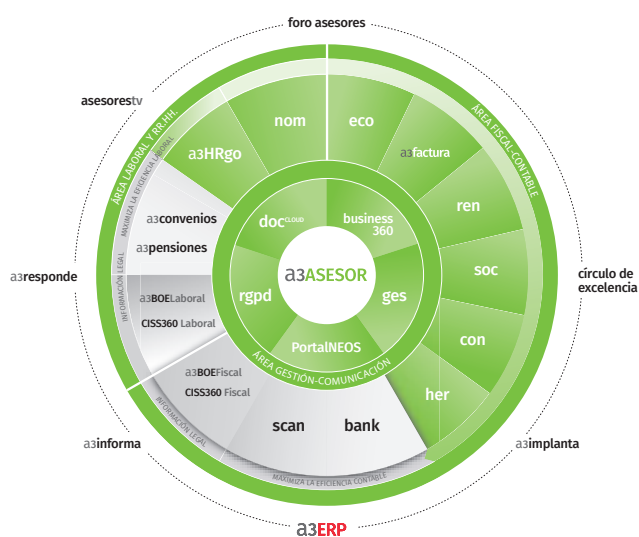 foro asesores
asesorestv
ÁREA LABORAL Y RR.HH.
ÁREA FISCAL-CONTABLE
nom
eco
a3HRgo
a3factura
MAXIMIZA LA EFICIENCIA LABORAL
ren
a3convenios
a3pensiones
docCLOUD
business
360
a3responde
a3ASESOR
soc
círculo de
excelencia
INFORMACIÓN LEGAL
a3BOELaboral
CISS360 Laboral
rgpd
ges
con
PortalNEOS
ÁREA GESTIÓN-COMUNICACIÓN
a3BOEFiscal
CISS360 Fiscal
her
INFORMACIÓN LEGAL
scan
bank
a3informa
a3implanta
MAXIMIZA LA EFICIENCIA CONTABLE
a3ERP